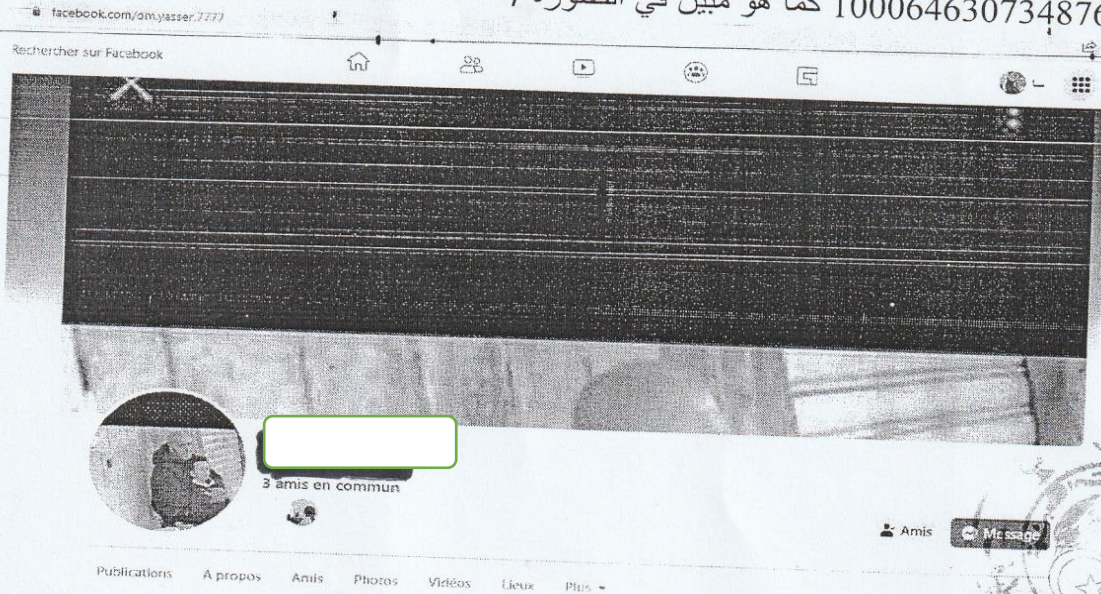 100064630734876 كما هو مبين في الصورة /
facebook.com/om.yasser.7777
Rechercher sur Facebook
3 amis en commun
Amis
Message
Publications A propos Amis Photos Vidéos Lieux Plus